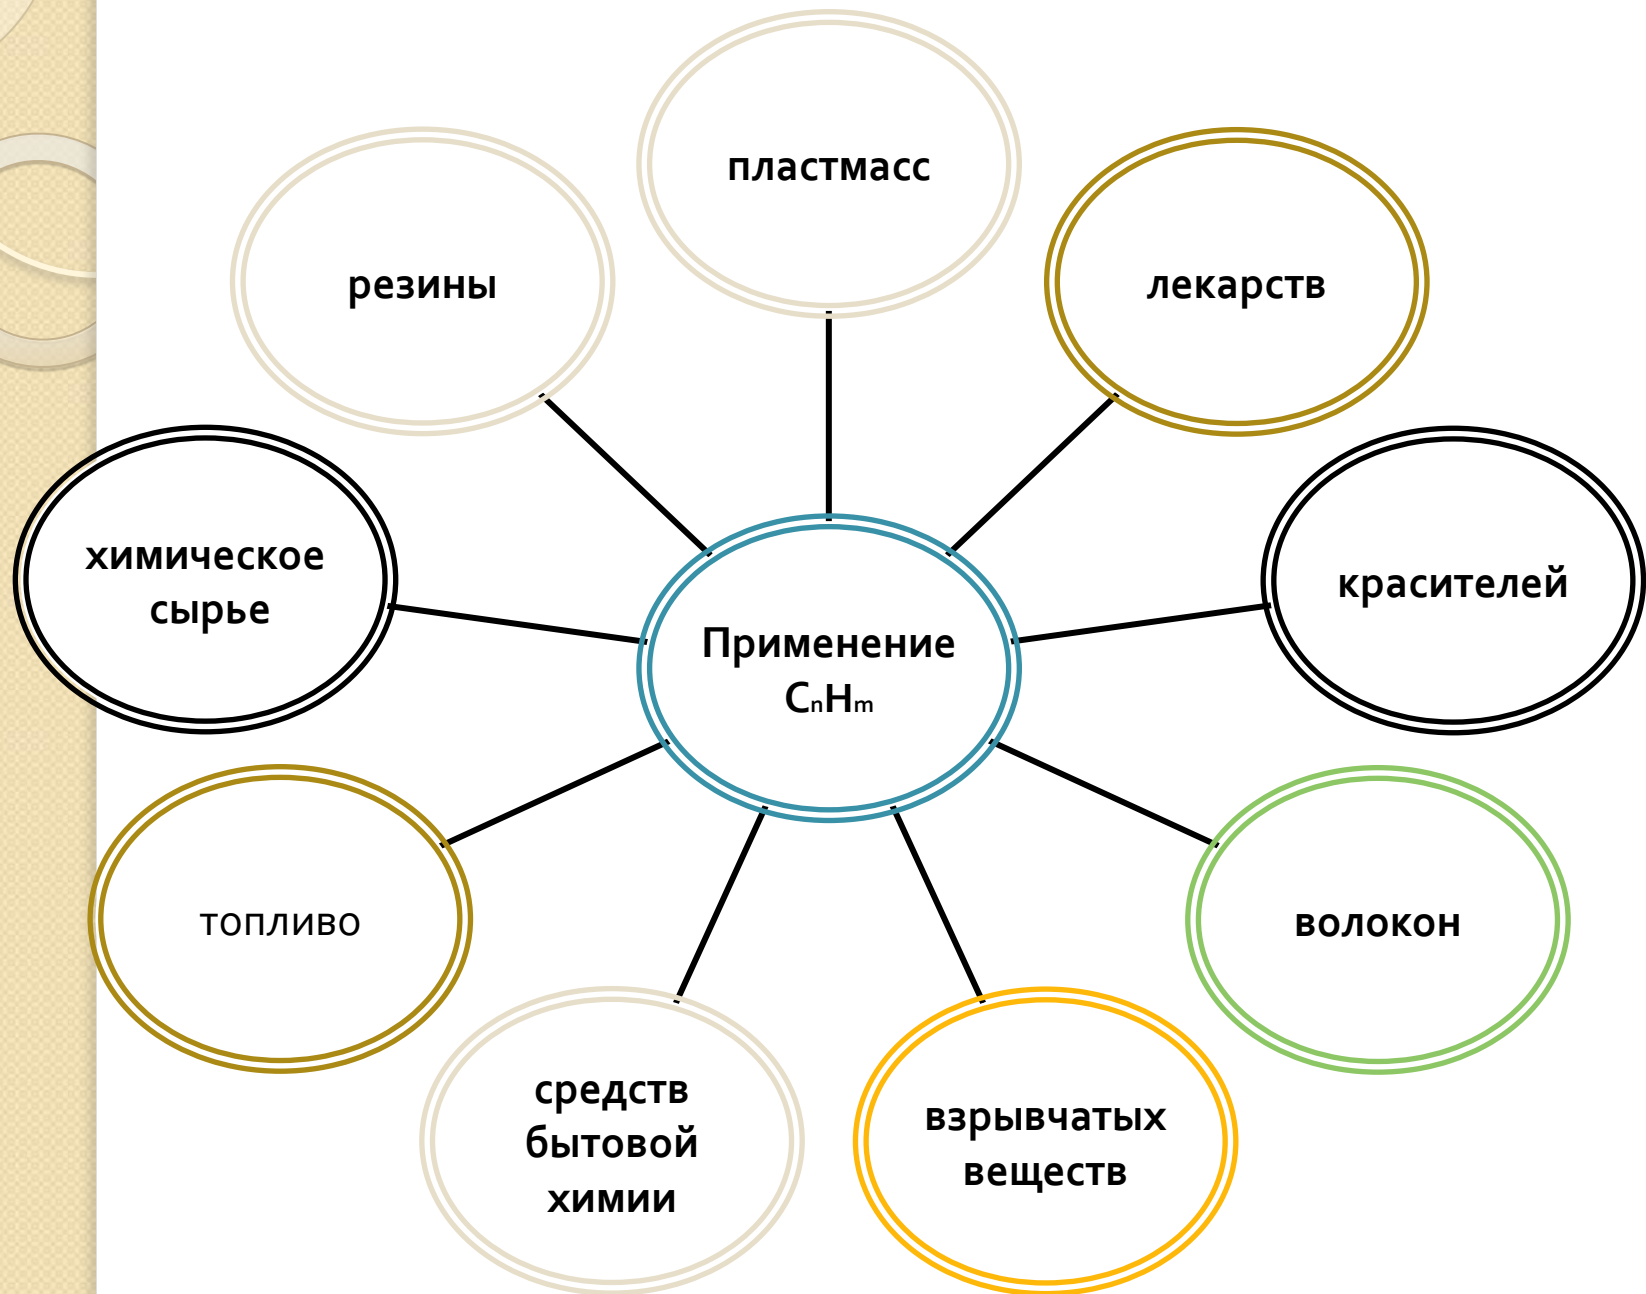 пластмасс
лекарств
резины
красителей
химическое
сырье
Применение
CnHm
волокон
топливо
средств
бытовой
химии
взрывчатых
веществ